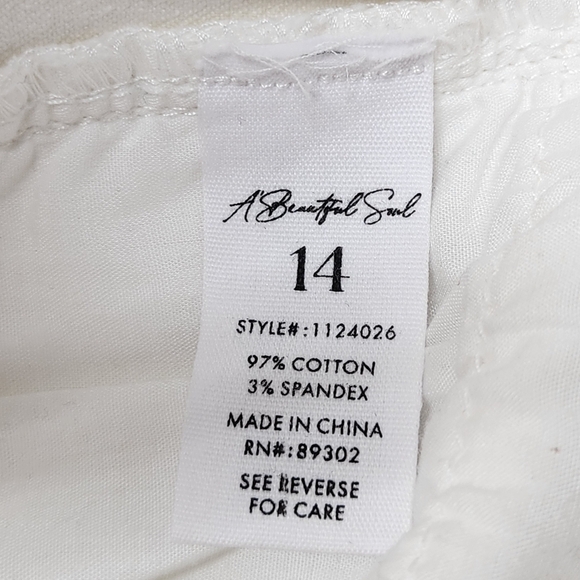 A'Beautiful Soul
14
STYLE#:1124026
97% COTTON
3% SPANDEX
MADE IN CHINA
RN#:89302
SEE REVERSE
FOR CARE